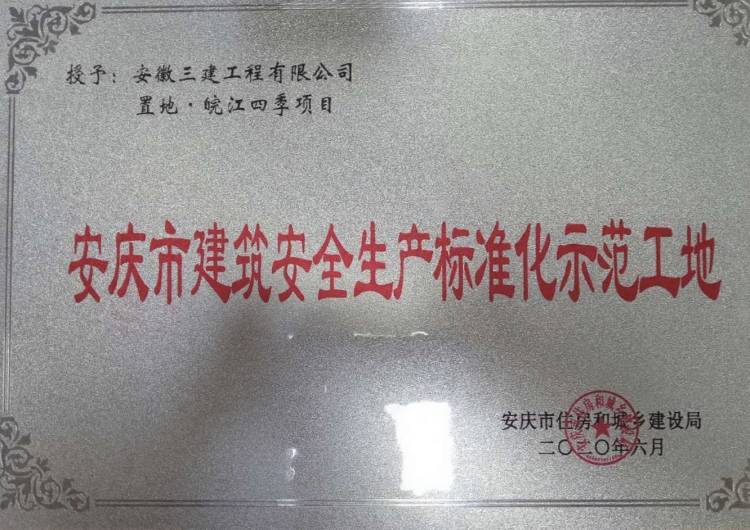 授予：安徽三建工程有限公司
置地·皖江四季项目
安庆市建筑安全生产标准化示范工地
安庆市住房和城乡建设局
二〇二〇年六月